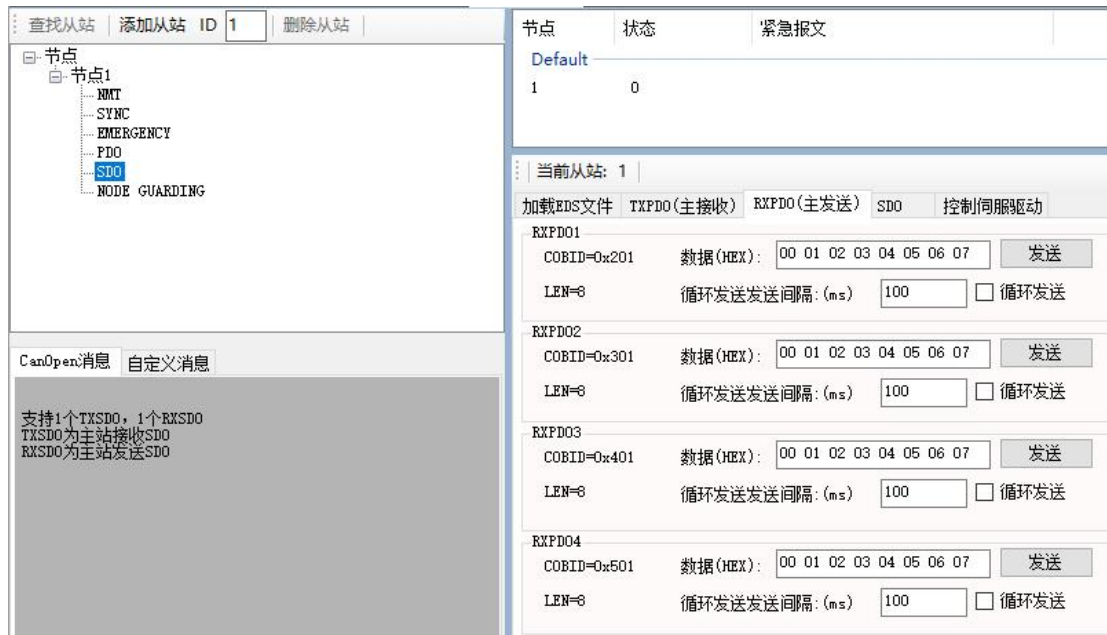 查找从站 添加从站 ID 1 删除从站
节点
节点1
NMT
SYNC
EMERGENCY
PDO
SDO
NODE GUARDING
CanOpen消息 自定义消息
支持1个TXSDO，1个RXSDO
TXSDO为主站接收SDO
RXSDO为主站发送SDO
节点 状态 紧急报文
Default
1 0
当前从站: 1
加载EDS文件 TXPDO(主接收) RXPDO(主发送) SDO 控制伺服驱动
RXPDO1
COBID=0x201 数据(HEX): 00 01 02 03 04 05 06 07 发送
LEN=8 循环发送发送间隔:(ms) 100 循环发送
RXPDO2
COBID=0x301 数据(HEX): 00 01 02 03 04 05 06 07 发送
LEN=8 循环发送发送间隔:(ms) 100 循环发送
RXPDO3
COBID=0x401 数据(HEX): 00 01 02 03 04 05 06 07 发送
LEN=8 循环发送发送间隔:(ms) 100 循环发送
RXPDO4
COBID=0x501 数据(HEX): 00 01 02 03 04 05 06 07 发送
LEN=8 循环发送发送间隔:(ms) 100 循环发送